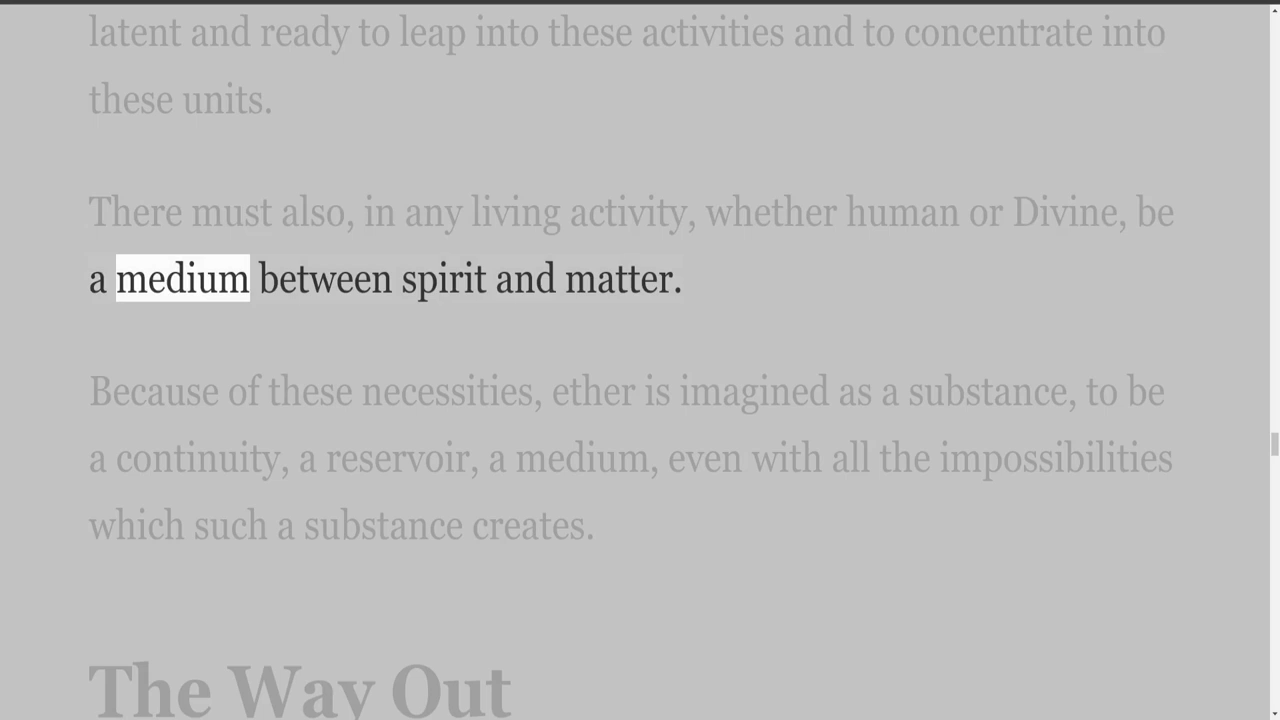 latent and ready to leap into these activities and to concentrate into
these units.
There must also, in any living activity, whether human or Divine, be
a medium between spirit and matter.
Because of these necessities, ether is imagined as a substance, to be
a continuity, a reservoir, a medium, even with all the impossibilities
which such a substance creates.
The Way Out